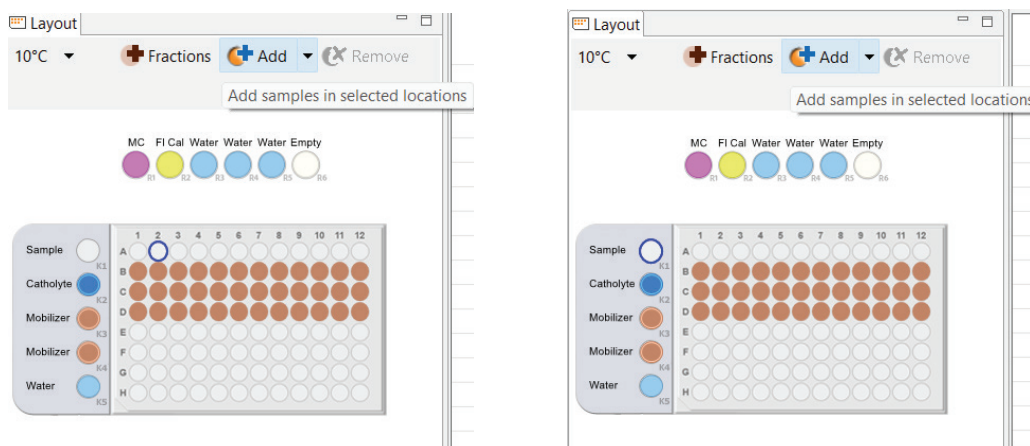 Layout
10°C Fractions Add Remove
Add samples in selected locations
MC FI Cal Water Water Water Empty
R1 R2 R3 R4 R5 R6
1 2 3 4 5 6 7 8 9 10 11 12
Sample
K1
Catholyte
K2
Mobilizer
K3
Mobilizer
K4
Water
K5
A
B
C
D
E
F
G
H
Layout
10°C Fractions Add Remove
Add samples in selected locations
MC FI Cal Water Water Water Empty
R1 R2 R3 R4 R5 R6
1 2 3 4 5 6 7 8 9 10 11 12
Sample
K1
Catholyte
K2
Mobilizer
K3
Mobilizer
K4
Water
K5
A
B
C
D
E
F
G
H